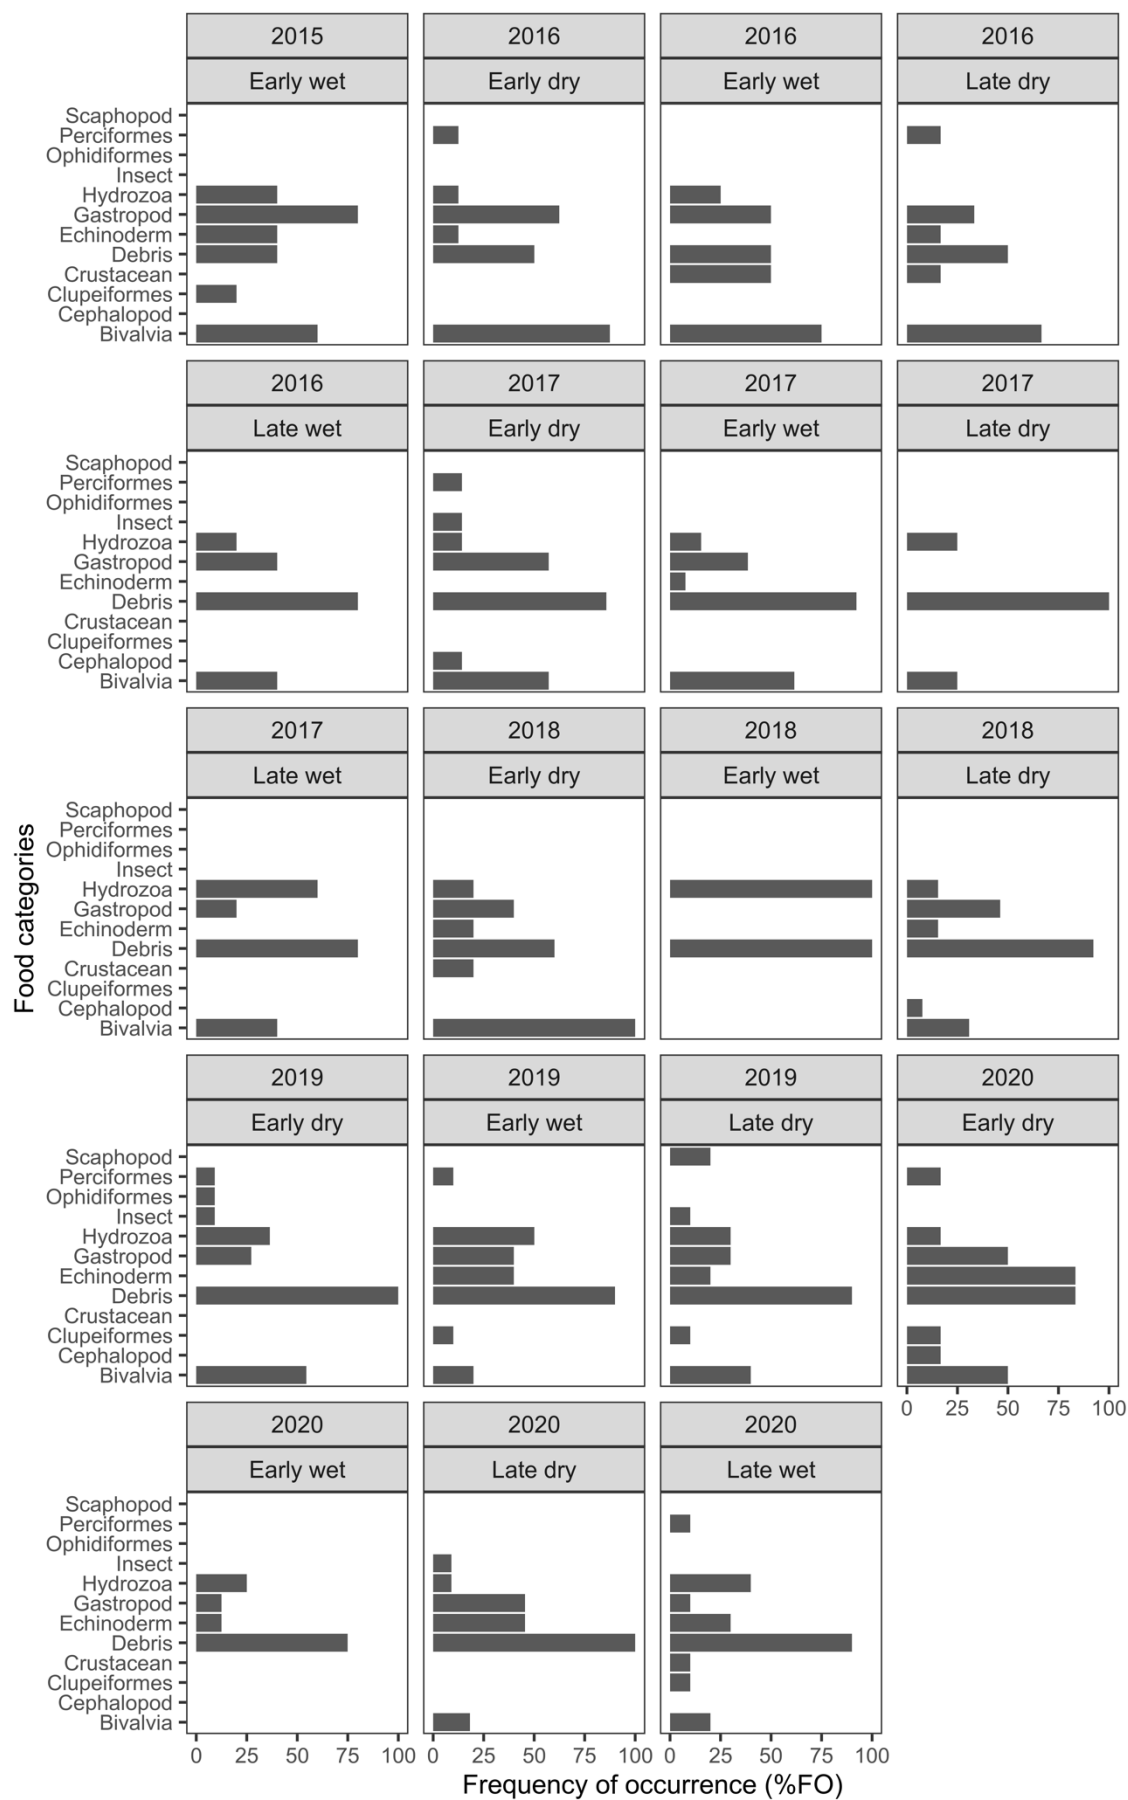 2015 2016 2016 2016
Early wet Early dry Early wet Late dry
Scaphopod
Perciformes
Ophidiformes
Insect
Hydrozoa
Gastropod
Echinoderm
Debris
Crustacean
Clupeiformes
Cephalopod
Bivalvia
2016 2017 2017 2017
Late wet Early dry Early wet Late dry
Scaphopod
Perciformes
Ophidiformes
Insect
Hydrozoa
Gastropod
Echinoderm
Debris
Crustacean
Clupeiformes
Cephalopod
Bivalvia
2017 2018 2018 2018
Late wet Early dry Early wet Late dry
Food categories
Scaphopod
Perciformes
Ophidiformes
Insect
Hydrozoa
Gastropod
Echinoderm
Debris
Crustacean
Clupeiformes
Cephalopod
Bivalvia
2019 2019 2019 2020
Early dry Early wet Late dry Early dry
Scaphopod
Perciformes
Ophidiformes
Insect
Hydrozoa
Gastropod
Echinoderm
Debris
Crustacean
Clupeiformes
Cephalopod
Bivalvia
0 25 50 75 100
2020 2020 2020
Early wet Late dry Late wet
Scaphopod
Perciformes
Ophidiformes
Insect
Hydrozoa
Gastropod
Echinoderm
Debris
Crustacean
Clupeiformes
Cephalopod
Bivalvia
0 25 50 75 100 0 25 50 75 100 0 25 50 75 100
Frequency of occurrence (%FO)